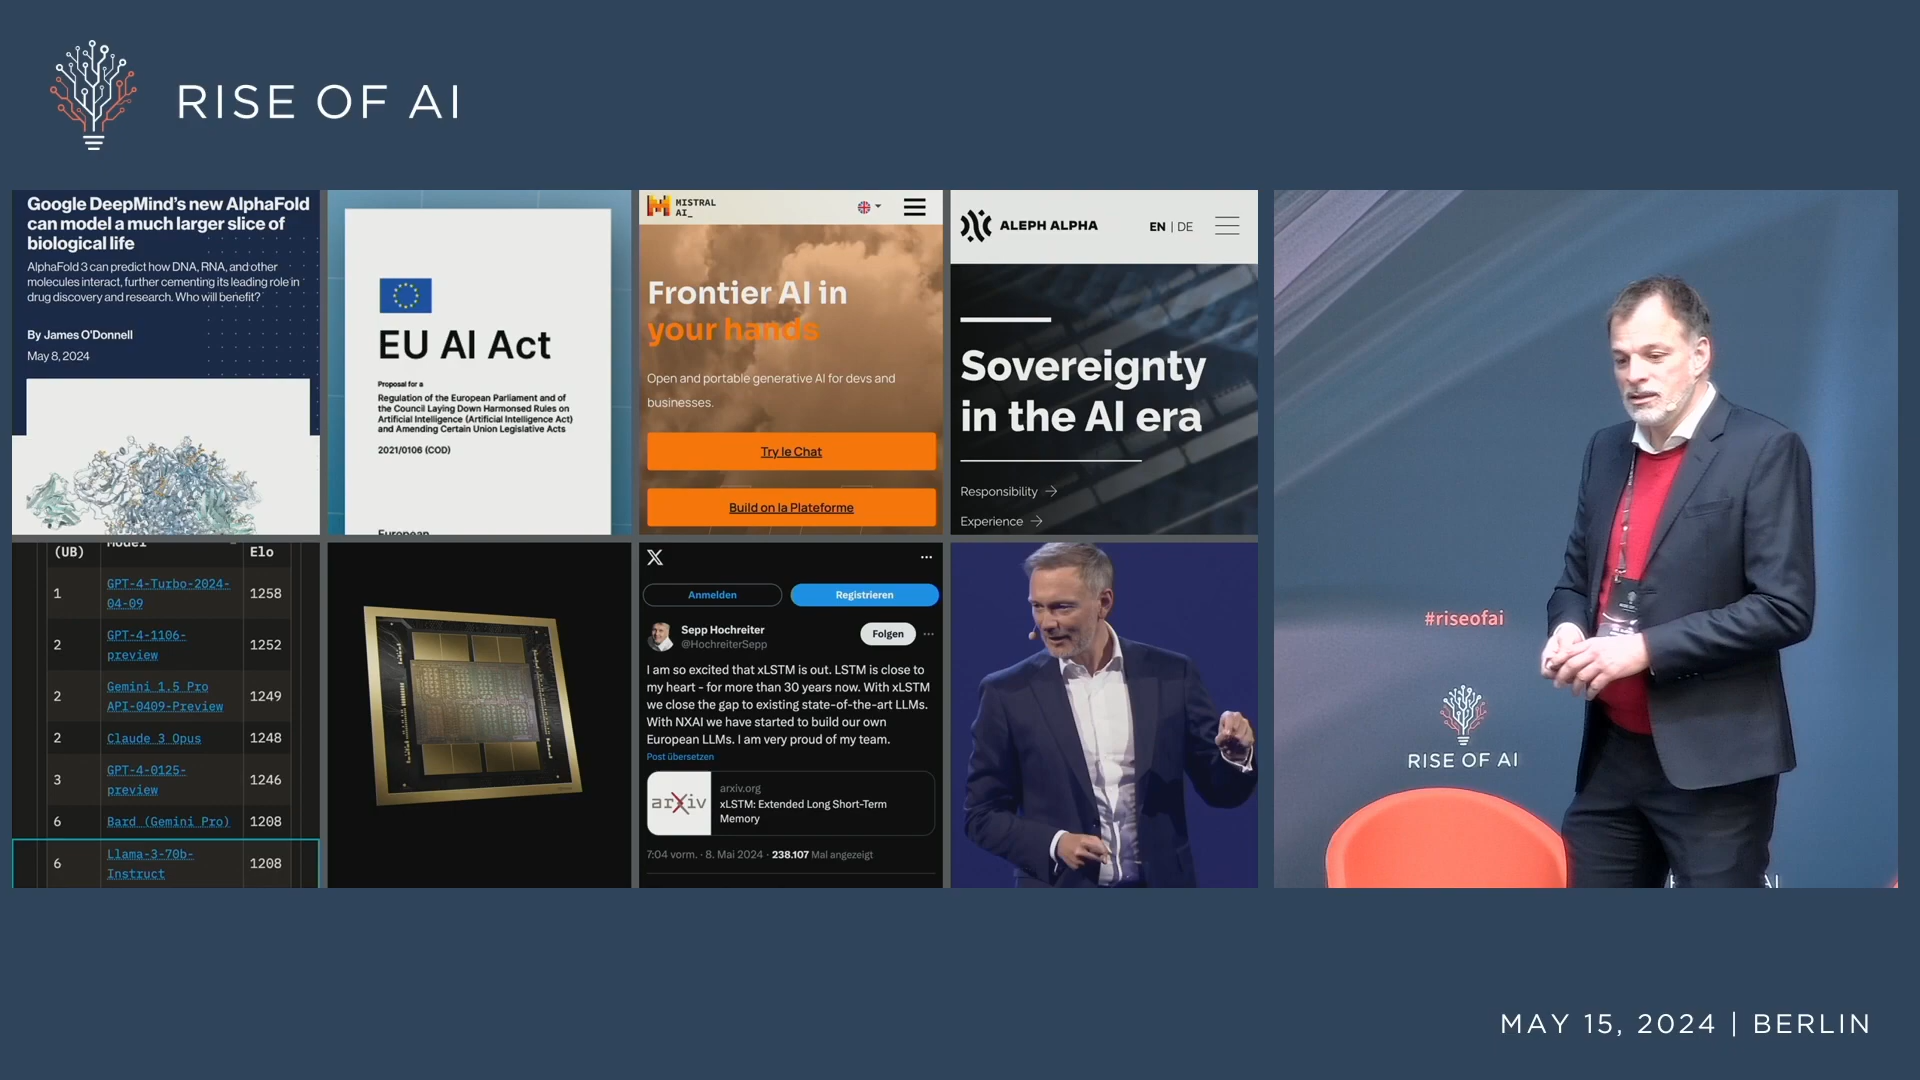 RISE OF AI
Google DeepMind's new AlphaFold
can model a much larger slice of
biological life
AlphaFold 3 can predict how DNA, RNA, and other
molecules interact, further cementing its leading role in
drug discovery and research. Who will benefit?
By James O'Donnell
May 8, 2024
EU AI Act
Proposal for a
Regulation of the European Parliament and of
the Council Laying Down Harmonsed Rules on
Artificial Intelligence (Artificial Intelligence Act)
and Amending Certain Union Legislative Acts
2021/0106 (COD)
European
MISTRAL
AI_
Frontier AI in
your hands
Open and portable generative AI for devs and
businesses.
Try le Chat
Build on la Plateforme
ALEPH ALPHA
EN | DE
Sovereignty
in the AI era
Responsibility →
Experience →
(UB) Model Elo
1 GPT-4-Turbo-2024-
04-09 1258
2 GPT-4-1106-
preview 1252
2 Gemini 1.5 Pro
API-0409-Preview 1249
2 Claude 3 Opus 1248
3 GPT-4-0125-
preview 1246
6 Bard (Gemini Pro) 1208
6 Llama-3-70b-
Instruct 1208
X
Anmelden
Registrieren
Sepp Hochreiter
@HochreiterSepp
Folgen
I am so excited that xLSTM is out. LSTM is close to
my heart - for more than 30 years now. With xLSTM
we close the gap to existing state-of-the-art LLMs.
With NXAI we have started to build our own
European LLMs. I am very proud of my team.
Post übersetzen
arXiv
arxiv.org
xLSTM: Extended Long Short-Term
Memory
7:04 vorm. · 8. Mai 2024 · 238.107 Mal angezeigt
#riseofai
RISE OF AI
MAY 15, 2024 | BERLIN